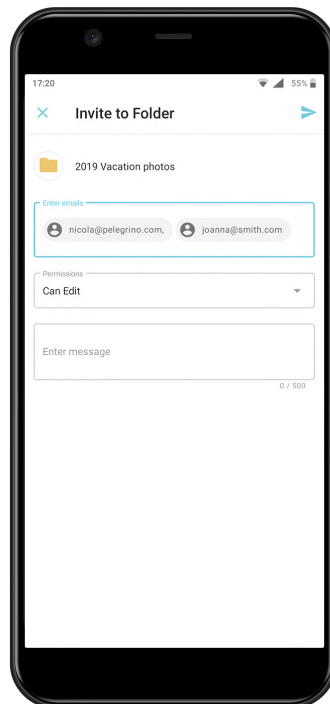 17:20 55%
Invite to Folder
2019 Vacation photos
Enter emails
nicola@pelegrino.com, joanna@smith.com
Permissions
Can Edit
Enter message
0 / 500